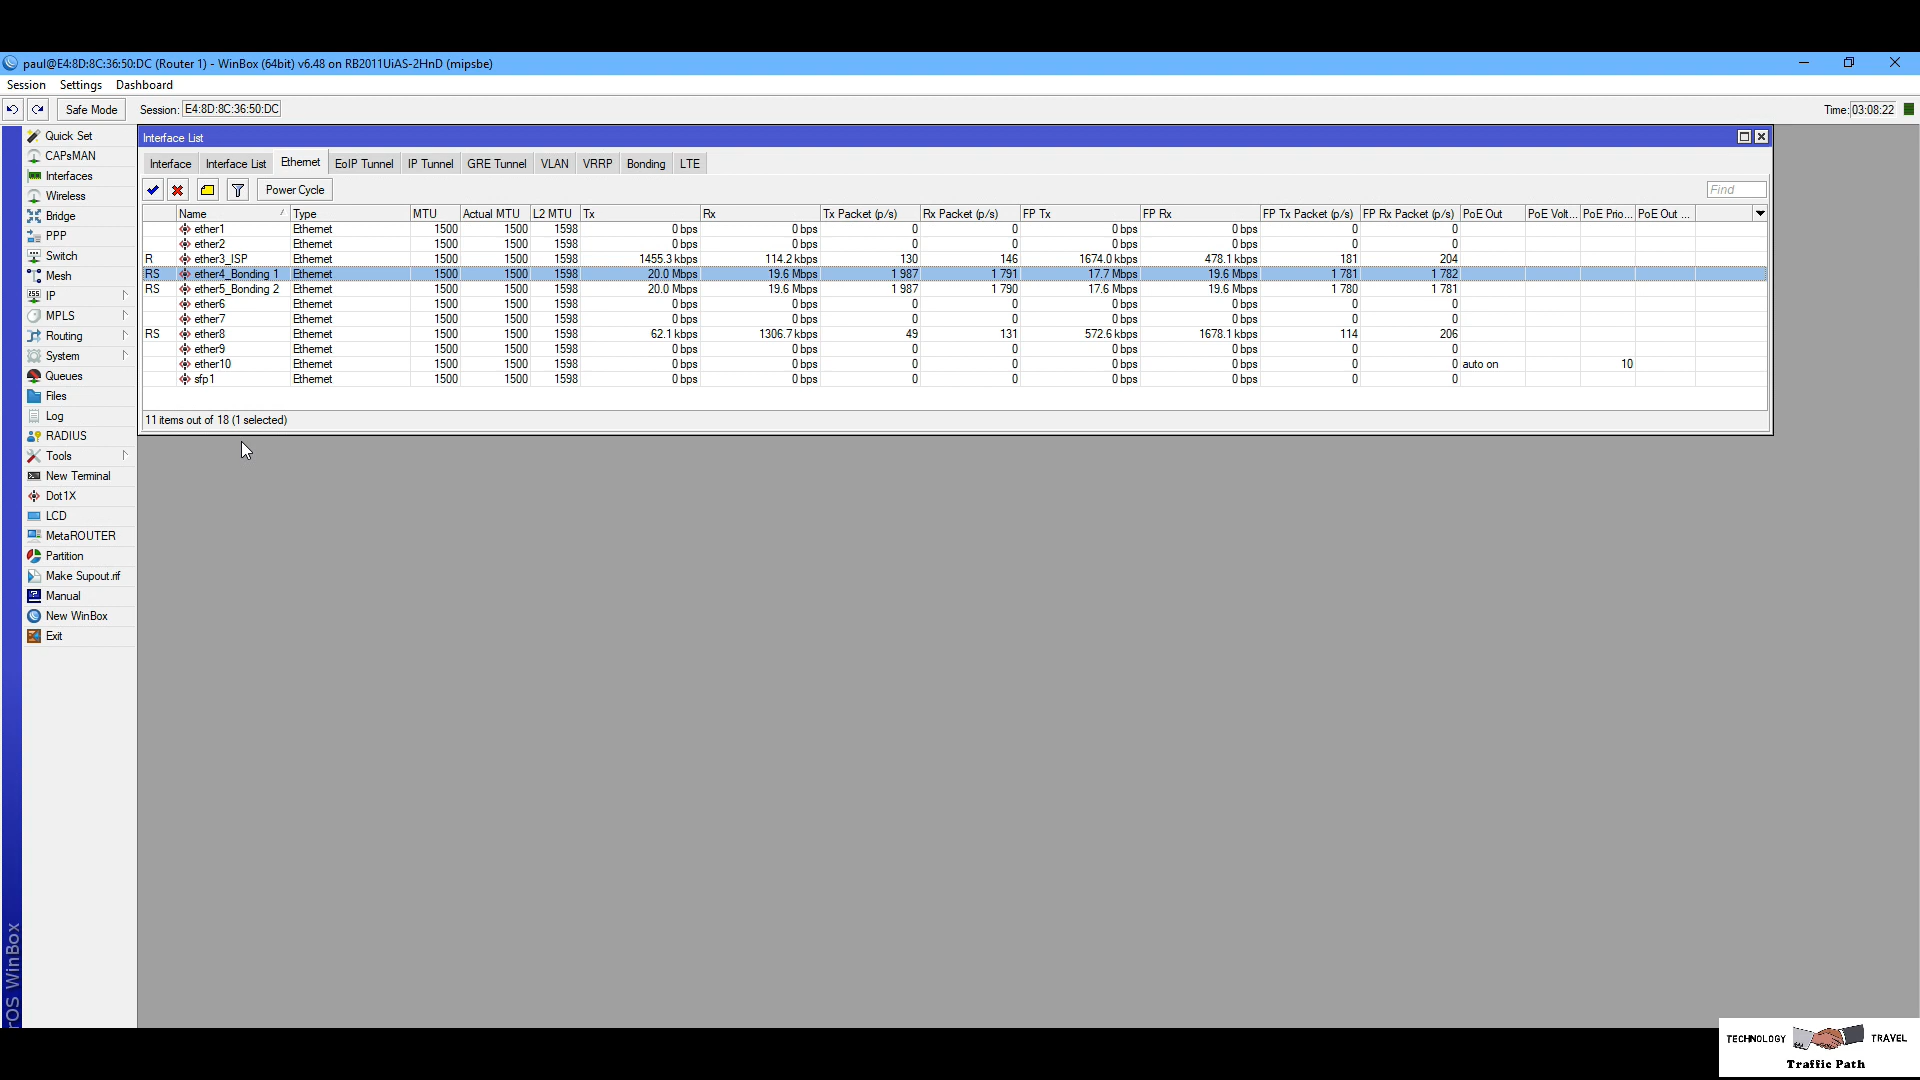 paul@E4:8D:8C:36:50:DC (Router 1) - WinBox (64bit) v6.48 on RB2011UiAS-2HnD (mipsbe)
Session Settings Dashboard
Safe Mode Session: E4:8D:8C:36:50:DC Time: 03:08:22
Quick Set
CAPsMAN
Interfaces
Wireless
Bridge
PPP
Switch
Mesh
IP
MPLS
Routing
System
Queues
Files
Log
RADIUS
Tools
New Terminal
Dot1X
LCD
MetaROUTER
Partition
Make Supout.rif
Manual
New WinBox
Exit
rOS WinBox
Interface List
Interface Interface List Ethernet EoIP Tunnel IP Tunnel GRE Tunnel VLAN VRRP Bonding LTE
Power Cycle Find
Name Type MTU Actual MTU L2 MTU Tx Rx Tx Packet (p/s) Rx Packet (p/s) FP Tx FP Rx FP Tx Packet (p/s) FP Rx Packet (p/s) PoE Out PoE Volt... PoE Prio... PoE Out ...
ether1 Ethernet 1500 1500 1598 0 bps 0 bps 0 0 0 bps 0 bps 0 0
ether2 Ethernet 1500 1500 1598 0 bps 0 bps 0 0 0 bps 0 bps 0 0
R ether3_ISP Ethernet 1500 1500 1598 1455.3 kbps 114.2 kbps 130 146 1674.0 kbps 478.1 kbps 181 204
RS ether4_Bonding 1 Ethernet 1500 1500 1598 20.0 Mbps 19.6 Mbps 1 987 1 791 17.7 Mbps 19.6 Mbps 1 781 1 782
RS ether5_Bonding 2 Ethernet 1500 1500 1598 20.0 Mbps 19.6 Mbps 1 987 1 790 17.6 Mbps 19.6 Mbps 1 780 1 781
ether6 Ethernet 1500 1500 1598 0 bps 0 bps 0 0 0 bps 0 bps 0 0
ether7 Ethernet 1500 1500 1598 0 bps 0 bps 0 0 0 bps 0 bps 0 0
RS ether8 Ethernet 1500 1500 1598 62.1 kbps 1306.7 kbps 49 131 572.6 kbps 1678.1 kbps 114 206
ether9 Ethernet 1500 1500 1598 0 bps 0 bps 0 0 0 bps 0 bps 0 0
ether10 Ethernet 1500 1500 1598 0 bps 0 bps 0 0 0 bps 0 bps 0 0 auto on 10
sfp1 Ethernet 1500 1500 1598 0 bps 0 bps 0 0 0 bps 0 bps 0 0
11 items out of 18 (1 selected)
TECHNOLOGY TRAVEL
Traffic Path